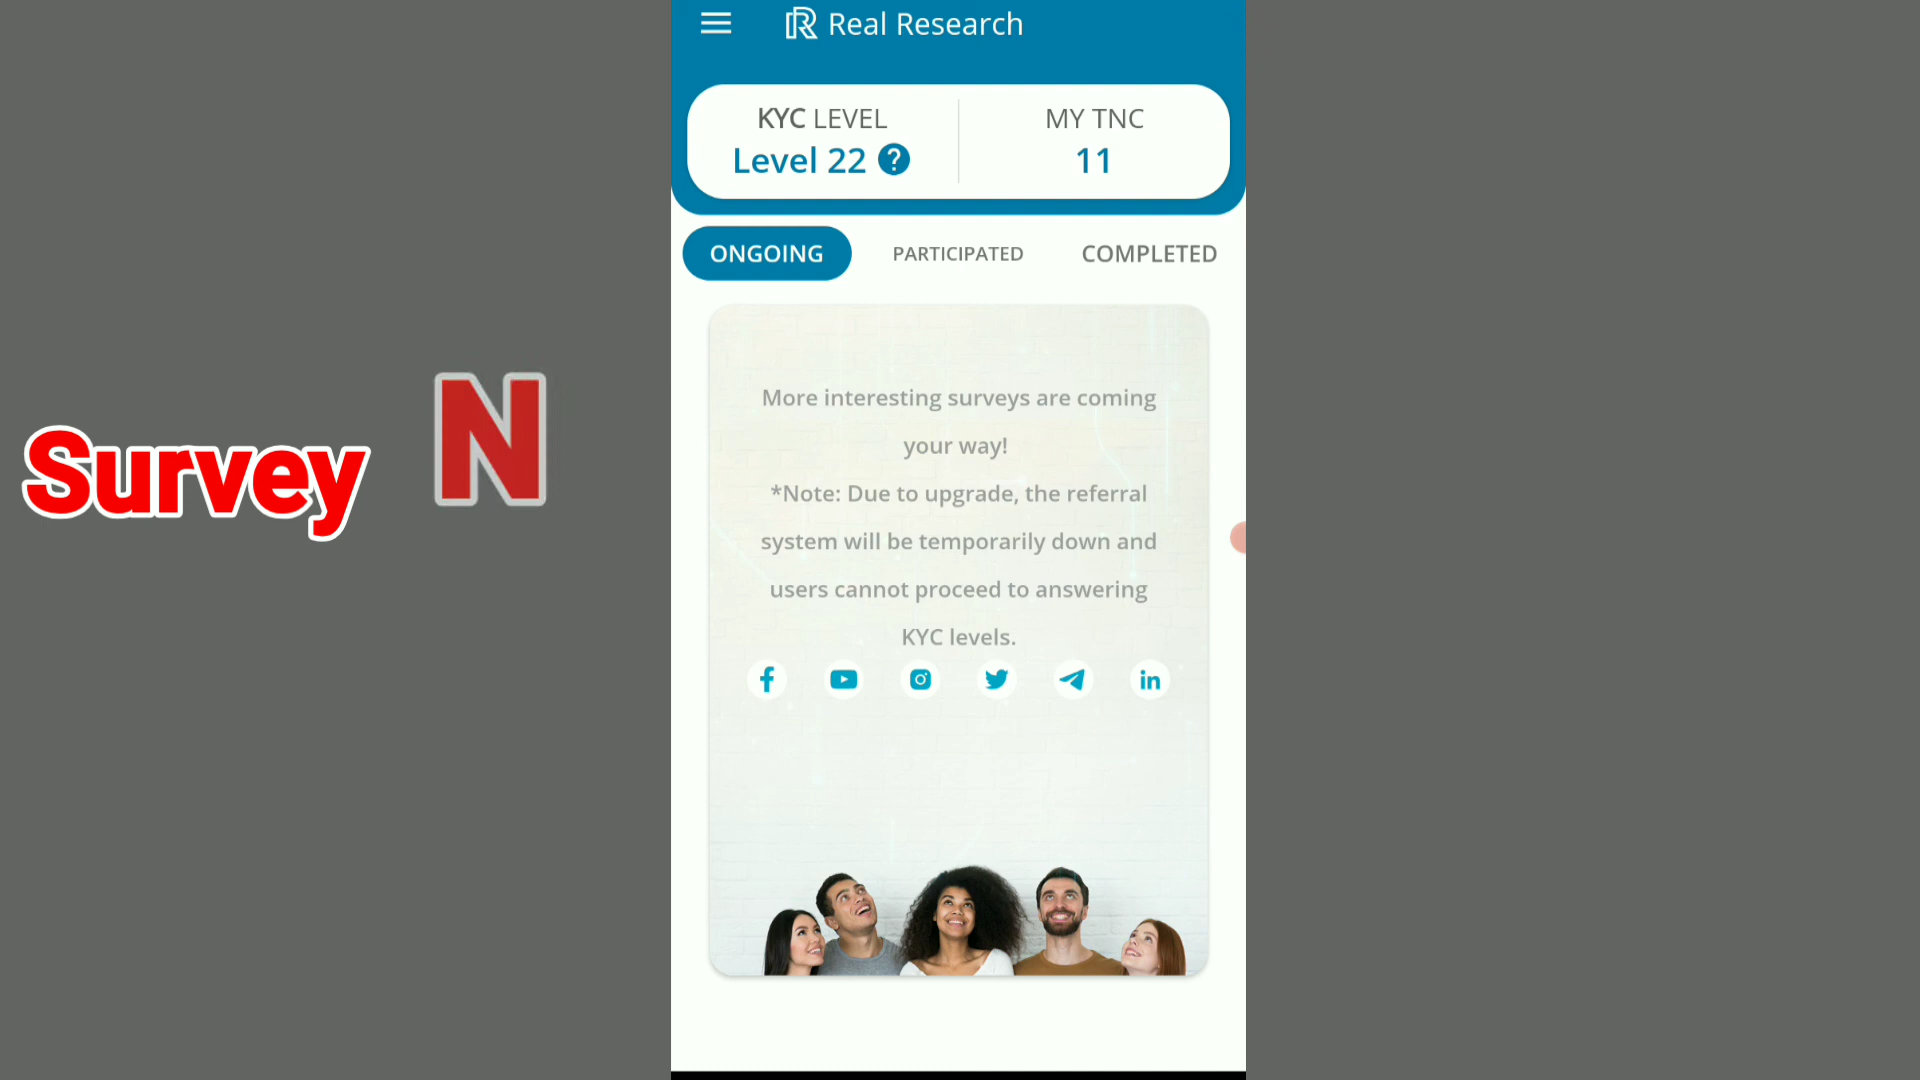 Real Research
KYC LEVEL
Level 22 ?
MY TNC
11
ONGOING
PARTICIPATED
COMPLETED
More interesting surveys are coming
your way!
*Note: Due to upgrade, the referral
system will be temporarily down and
users cannot proceed to answering
KYC levels.
Survey N